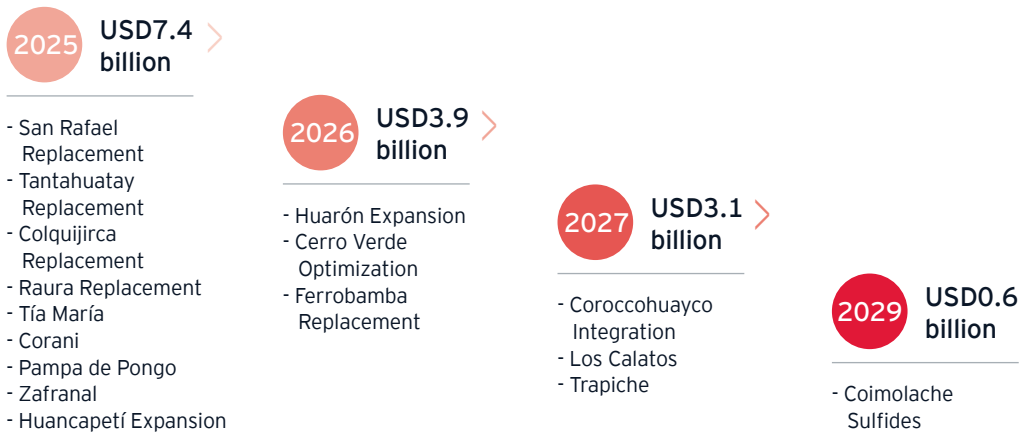 2025
USD7.4
billion
- San Rafael
Replacement
- Tantahuatay
Replacement
- Colquijirca
Replacement
- Raura Replacement
- Tía María
- Corani
- Pampa de Pongo
- Zafranal
- Huancapetí Expansion
2026
USD3.9
billion
- Huarón Expansion
- Cerro Verde
Optimization
- Ferrobamba
Replacement
2027
USD3.1
billion
- Coroccohuayco
Integration
- Los Calatos
- Trapiche
2029
USD0.6
billion
- Coimolache
Sulfides